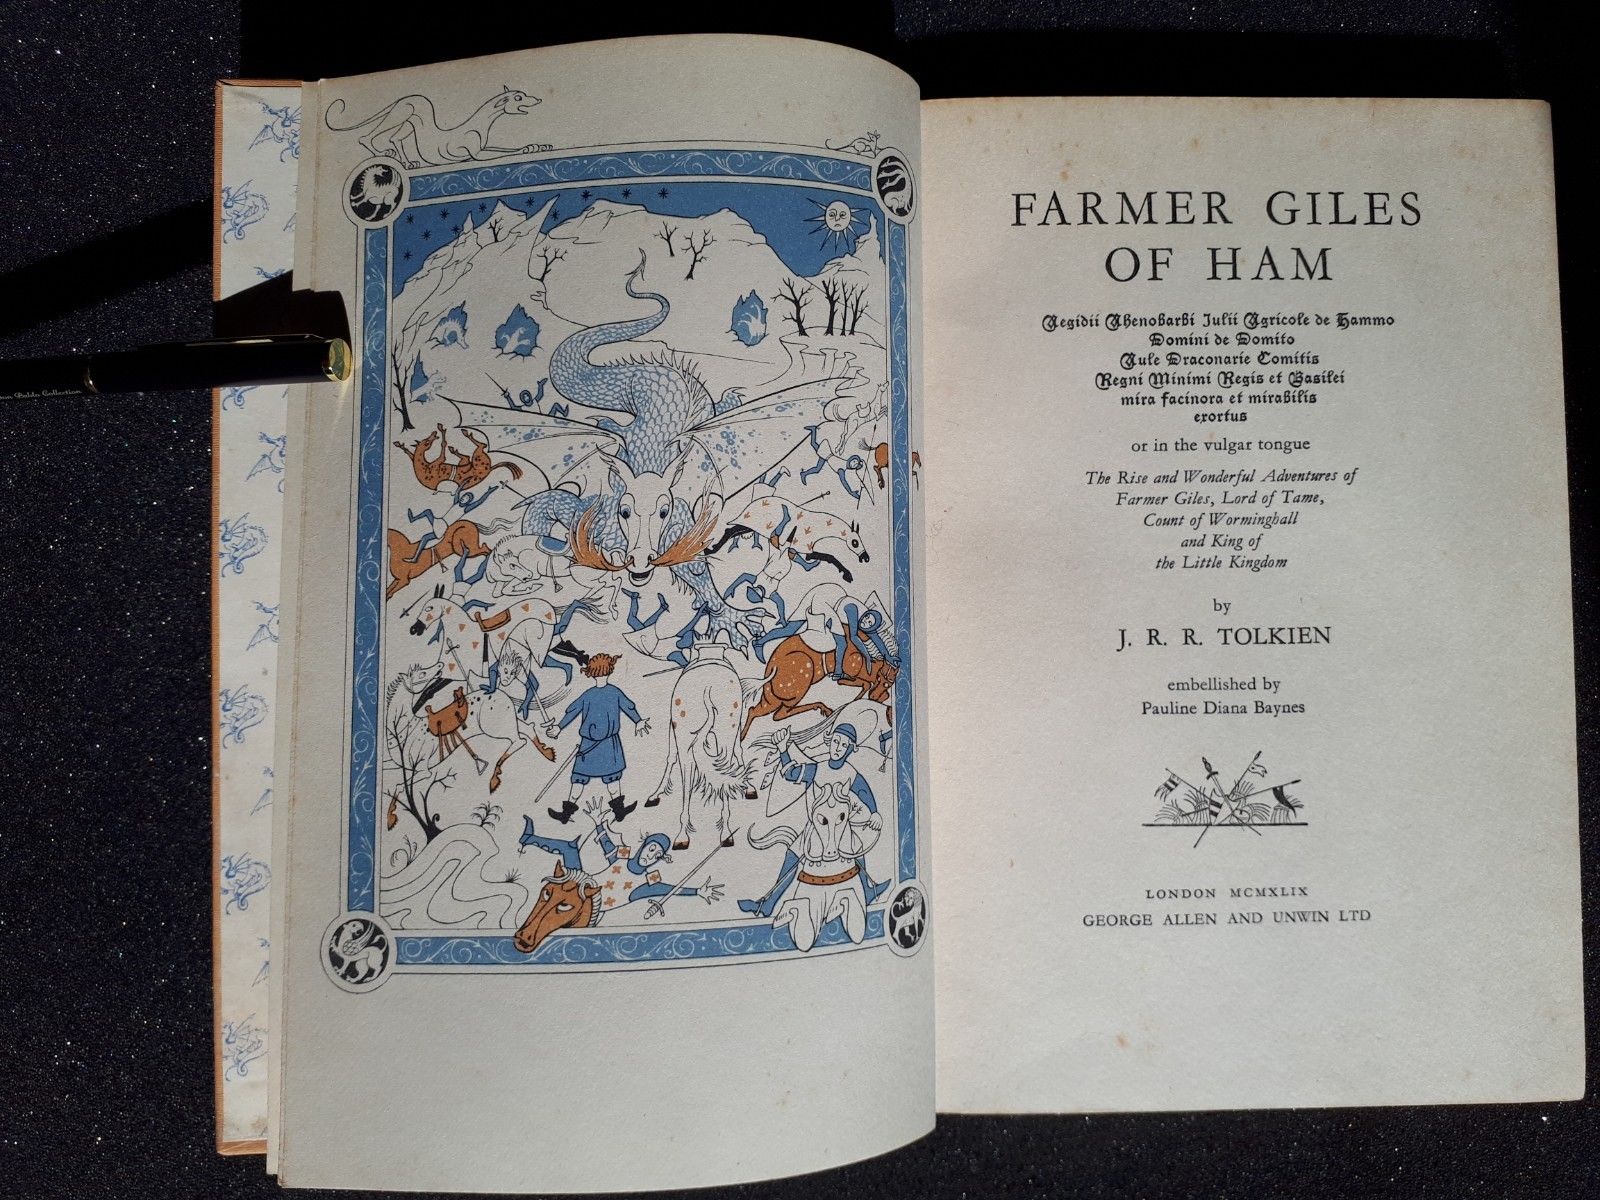 FARMER GILES
OF HAM
Aegidii Ahenobarbi Julii Agricole de Hammo
Domini de Domito
Aule Draconarie Comitis
Regni Minimi Regis et Basilei
mira facinora et mirabilis
exortus
or in the vulgar tongue
The Rise and Wonderful Adventures of
Farmer Giles, Lord of Tame,
Count of Worminghall
and King of
the Little Kingdom
by
J. R. R. TOLKIEN
embellished by
Pauline Diana Baynes
LONDON MCMXLIX
GEORGE ALLEN AND UNWIN LTD
Collection